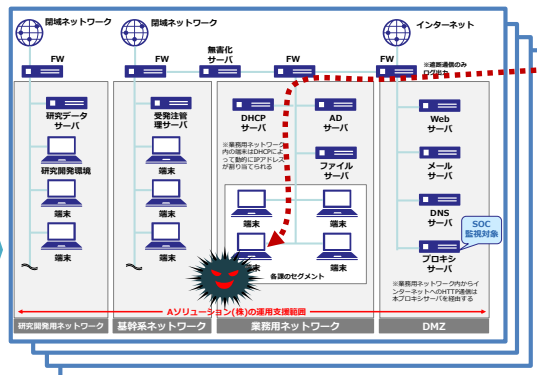 閉域ネットワーク
閉域ネットワーク
インターネット
FW
FW
無害化
サーバ
FW
FW
※遮断通信のみ
ログ出力
研究データ
サーバ
研究開発環境
端末
端末
受発注管
理サーバ
端末
端末
端末
DHCP
サーバ
※業務用ネットワーク
内の端末はDHCPによ
って動的にIPアドレス
が割り当てられる
AD
サーバ
ファイル
サーバ
端末
端末
端末
端末
各課のセグメント
Web
サーバ
メール
サーバ
DNS
サーバ
SOC
監視対象
プロキシ
サーバ
※業務用ネットワーク内からイ
ンターネットへのHTTP通信は
本プロキシサーバを経由する
Aソリューション(株)の運用支援範囲
研究開発用ネットワーク
基幹系ネットワーク
業務用ネットワーク
DMZ